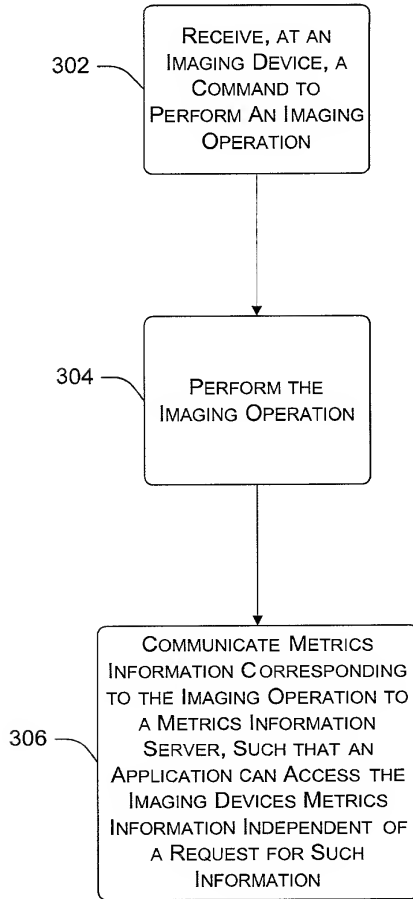 302
RECEIVE, AT AN
IMAGING DEVICE, A
COMMAND TO
PERFORM AN IMAGING
OPERATION
304
PERFORM THE
IMAGING OPERATION
306
COMMUNICATE METRICS
INFORMATION CORRESPONDING
TO THE IMAGING OPERATION TO
A METRICS INFORMATION
SERVER, SUCH THAT AN
APPLICATION CAN ACCESS THE
IMAGING DEVICES METRICS
INFORMATION INDEPENDENT OF
A REQUEST FOR SUCH
INFORMATION